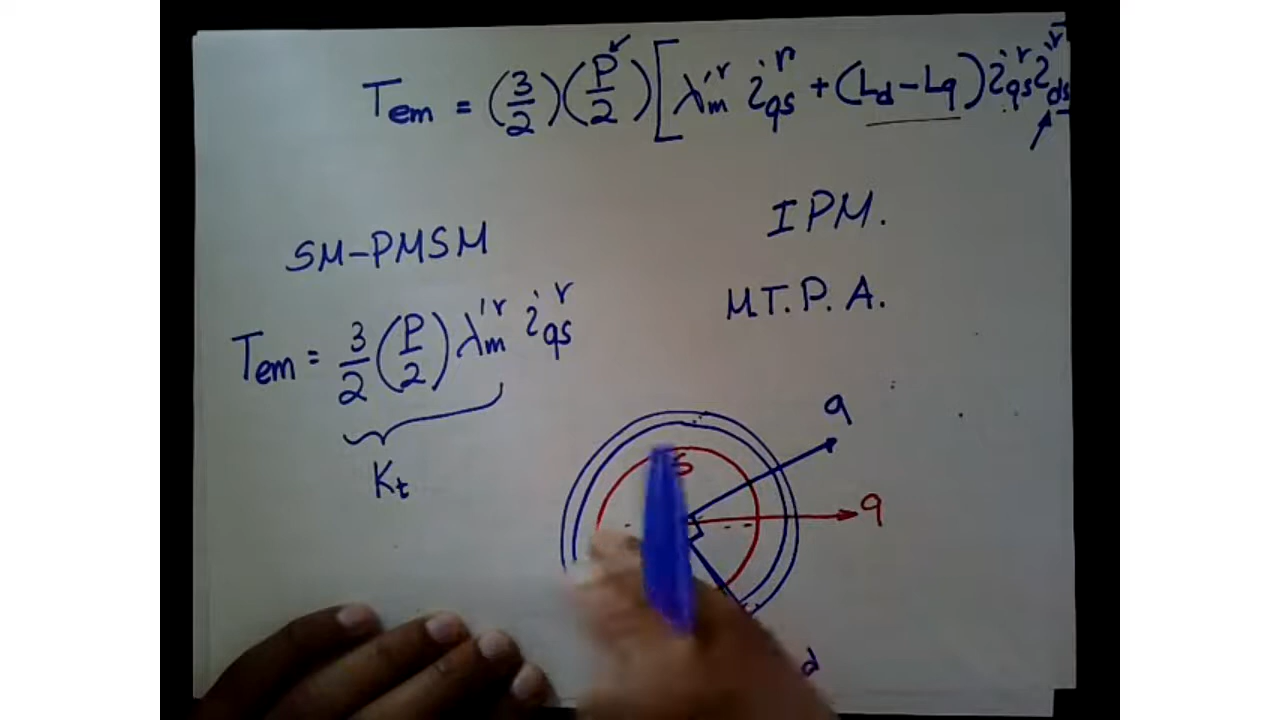 Tem = (3/2)(P/2)[λ'ʳm iʳqs + (Ld − Lq) iʳqs iʳds
IPM.
SM-PMSM
M.T.P.A.
Tem = 3/2 (P/2) λ'ʳm iʳqs
Kt
q
S
q
d